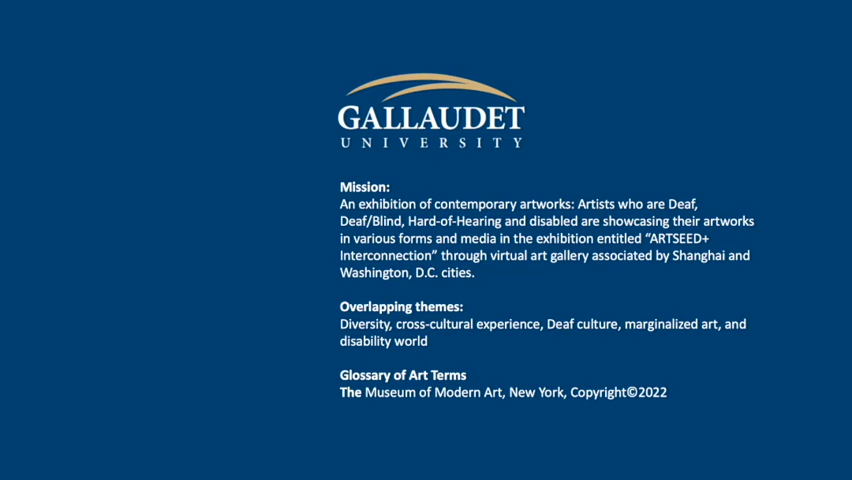 GALLAUDET
UNIVERSITY
Mission:
An exhibition of contemporary artworks: Artists who are Deaf,
Deaf/Blind, Hard-of-Hearing and disabled are showcasing their artworks
in various forms and media in the exhibition entitled “ARTSEED+
Interconnection” through virtual art gallery associated by Shanghai and
Washington, D.C. cities.
Overlapping themes:
Diversity, cross-cultural experience, Deaf culture, marginalized art, and
disability world
Glossary of Art Terms
The Museum of Modern Art, New York, Copyright©2022